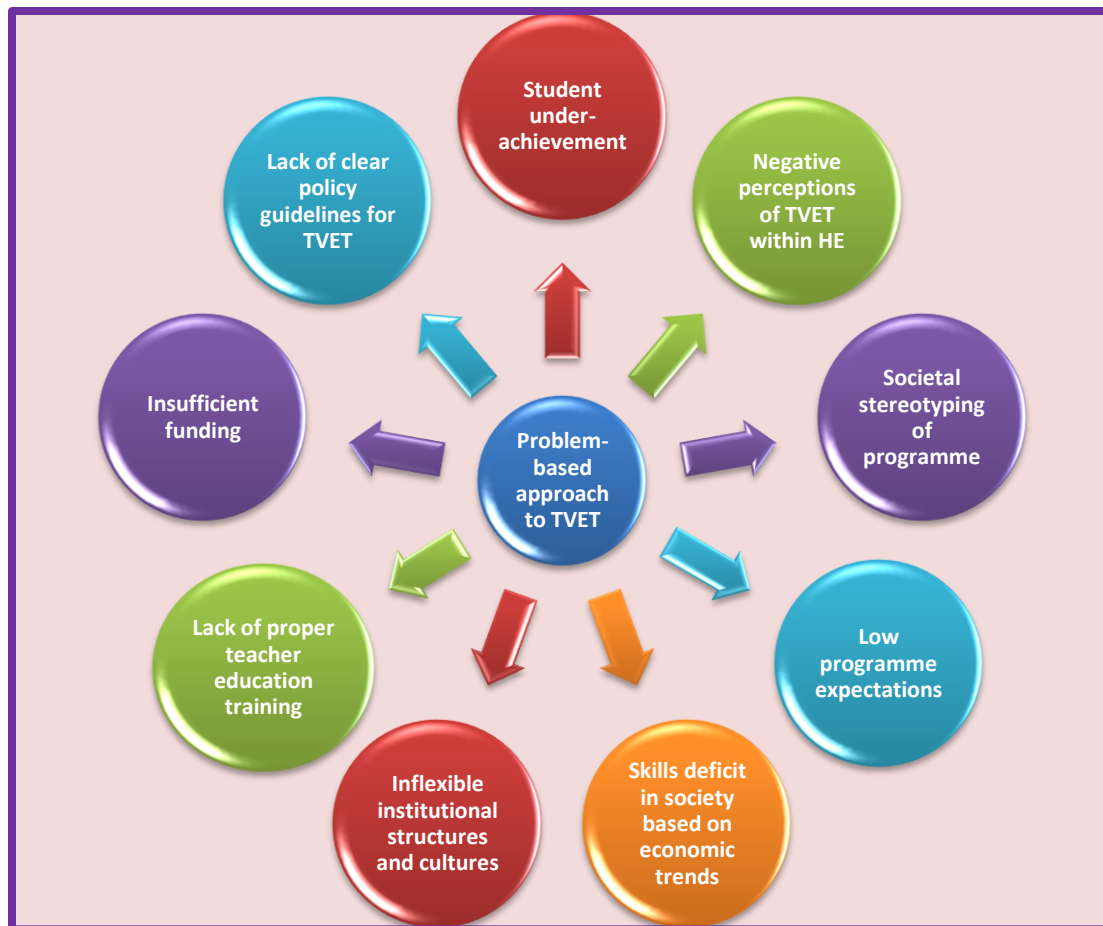 Student
under-
achievement
Negative
perceptions
of TVET
within HE
Societal
stereotyping
of
programme
Low
programme
expectations
Skills deficit
in society
based on
economic
trends
Inflexible
institutional
structures
and cultures
Lack of proper
teacher
education
training
Insufficient
funding
Lack of clear
policy
guidelines for
TVET
Problem-
based
approach
to TVET